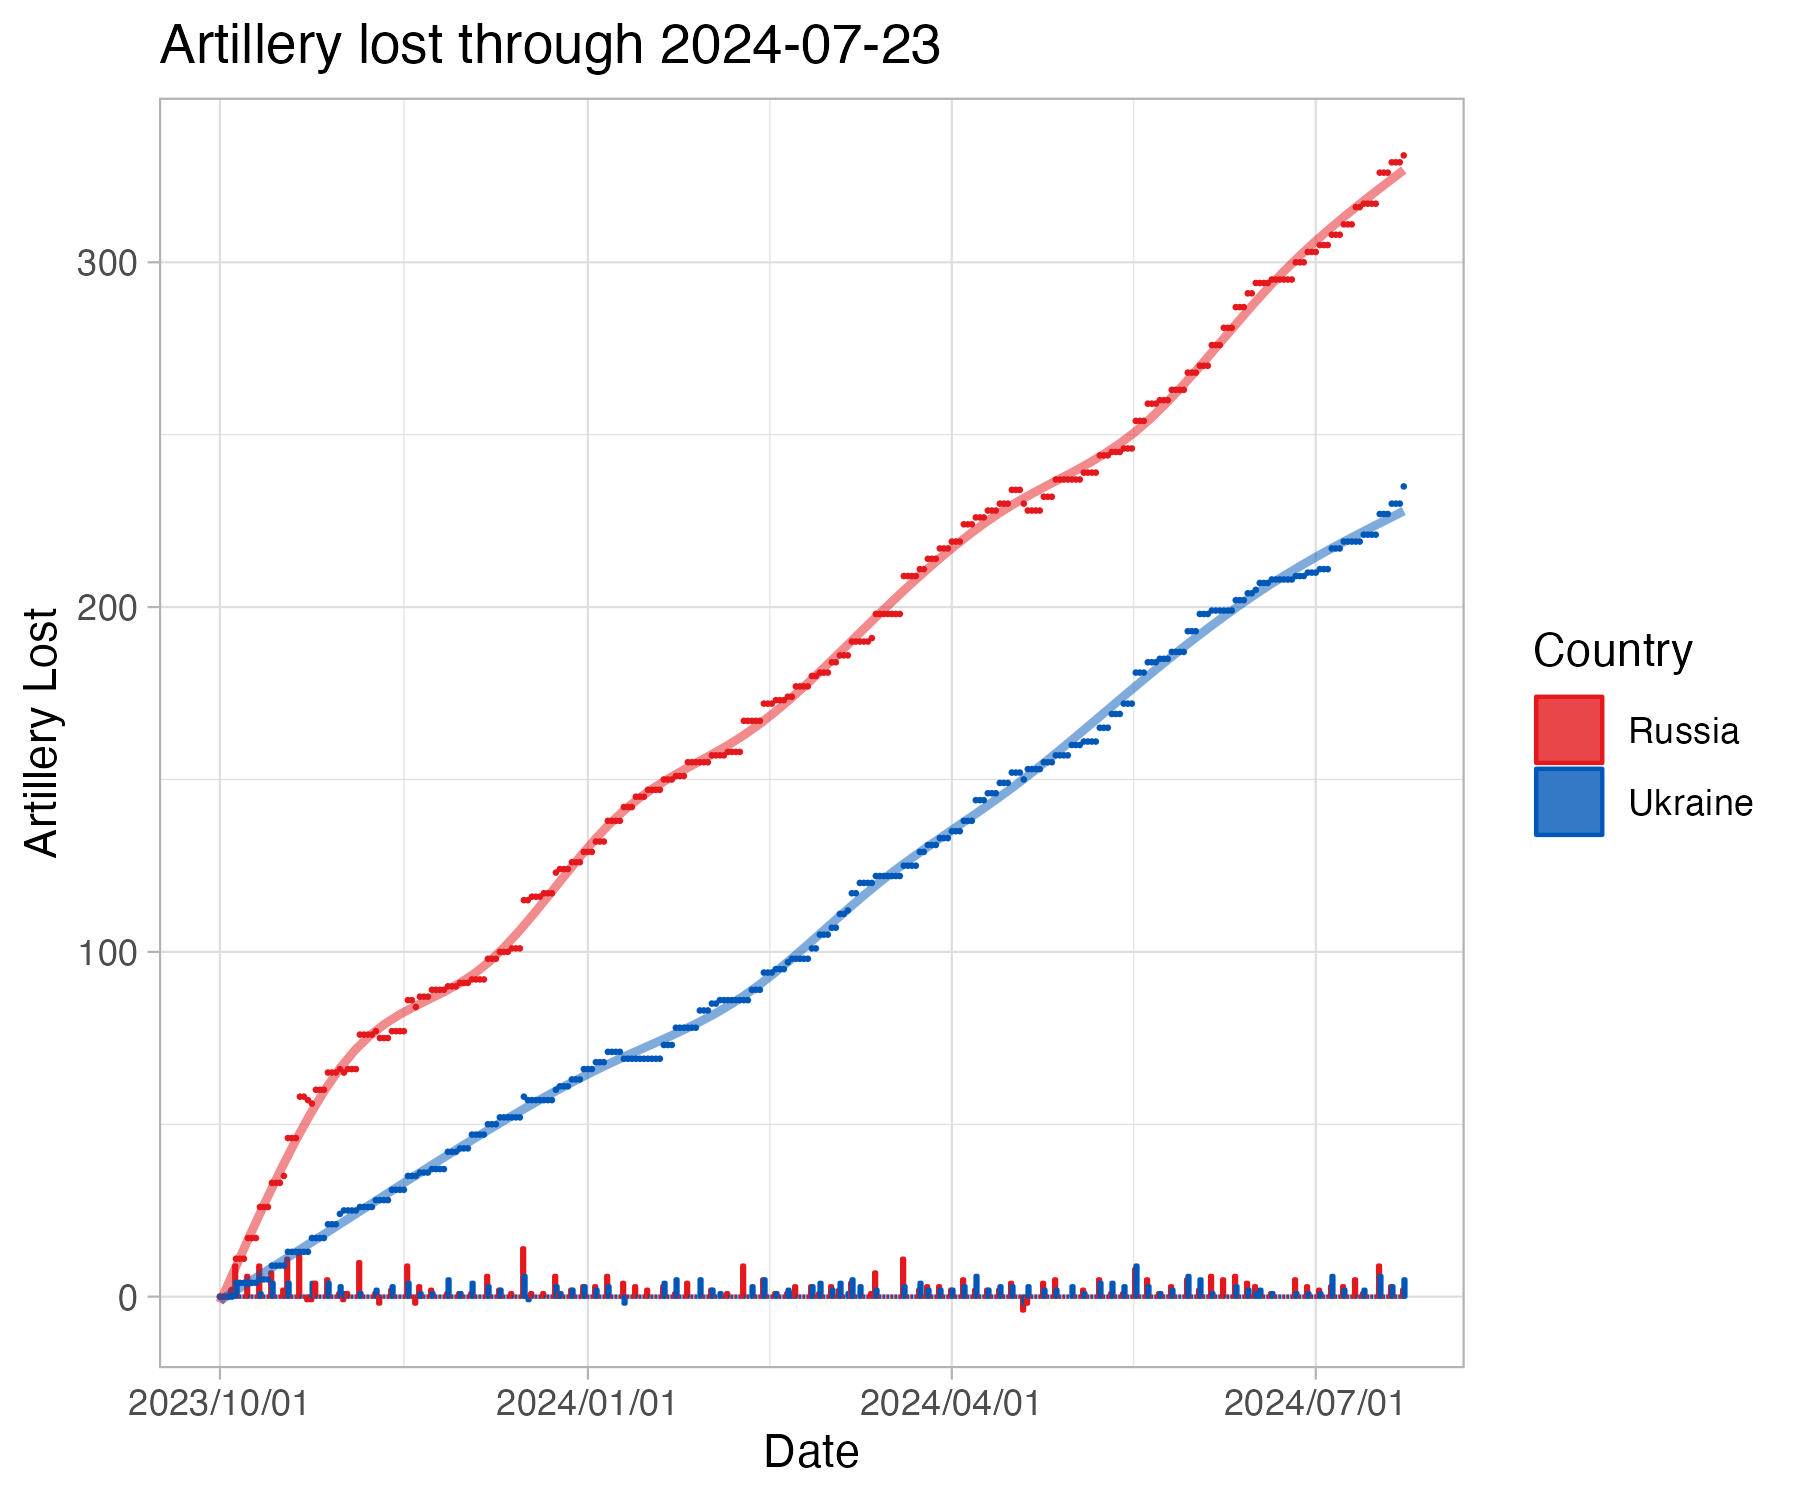 Artillery lost through 2024-07-23
Artillery Lost
300
200
100
0
2023/10/01
2024/01/01
2024/04/01
2024/07/01
Date
Country
Russia
Ukraine